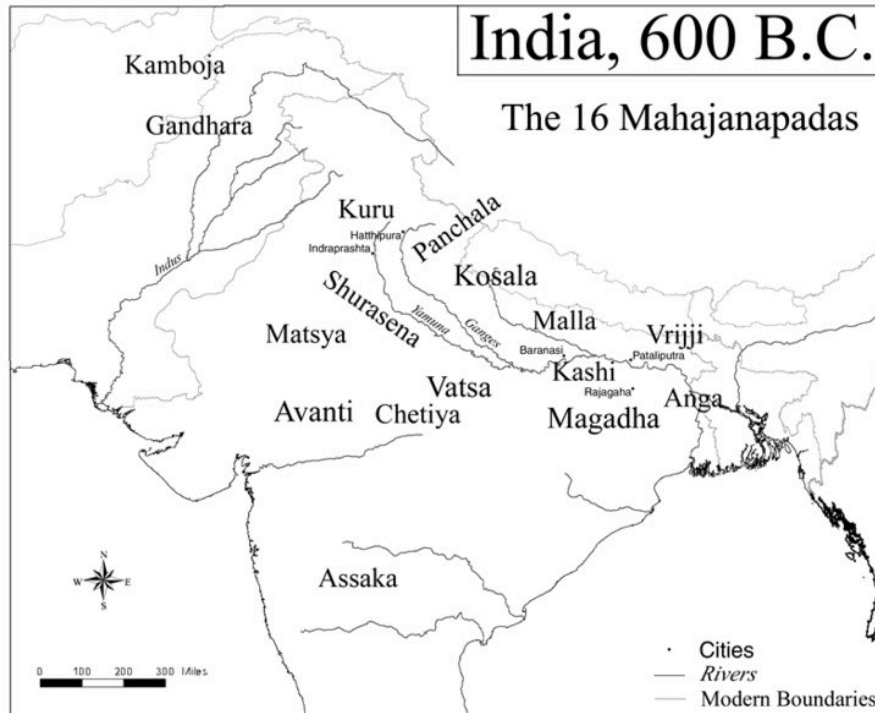 India, 600 B.C.
The 16 Mahajanapadas
Kamboja
Gandhara
Kuru
Hatthipura
Indraprashta
Panchala
Indus
Kosala
Shurasena
Yamuna
Ganges
Matsya
Malla
Vrijji
Baranasi
Pataliputra
Kashi
Vatsa
Rajagaha
Anga
Avanti
Chetiya
Magadha
Assaka
N
W E
S
0 100 200 300 Miles
Cities
Rivers
Modern Boundaries